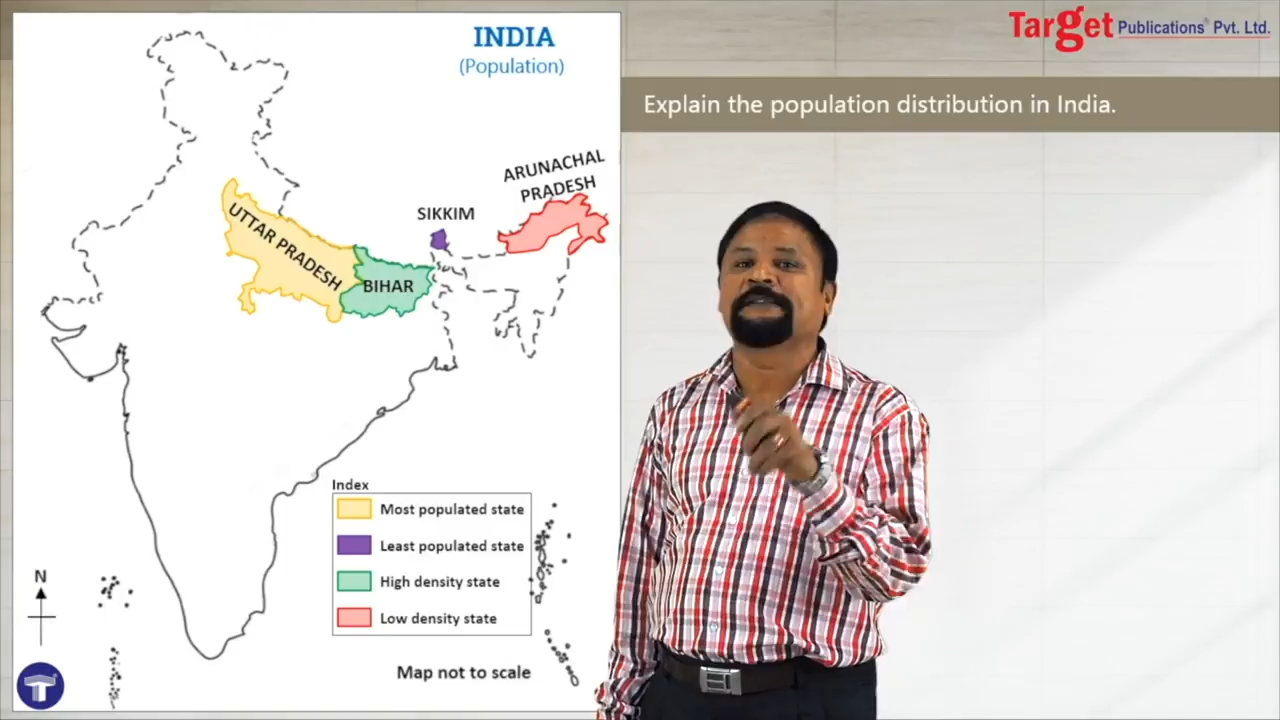 INDIA
(Population)
Target Publications® Pvt. Ltd.
Explain the population distribution in India.
ARUNACHAL
PRADESH
SIKKIM
UTTAR PRADESH
BIHAR
Index
Most populated state
Least populated state
High density state
Low density state
N
Map not to scale
T